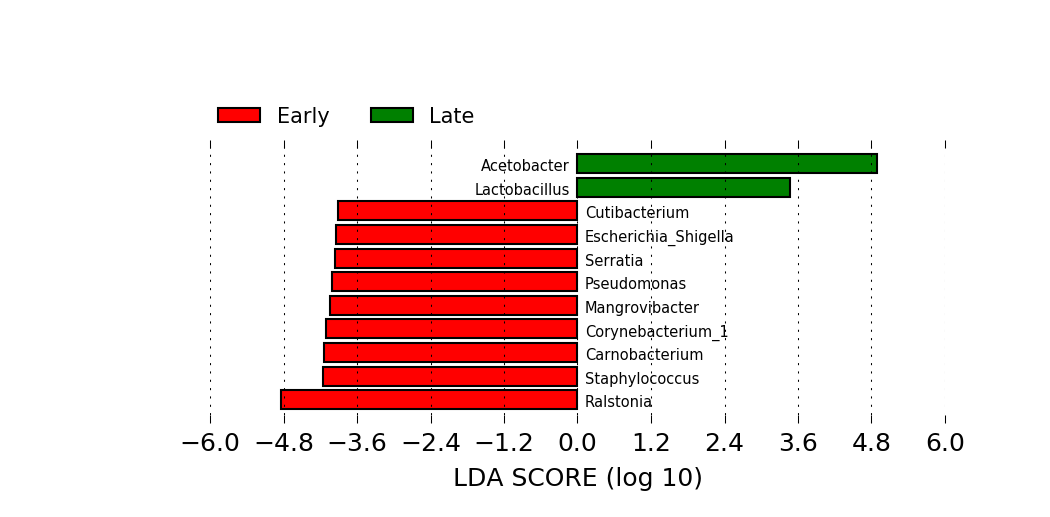 Early Late
Acetobacter
Lactobacillus
Cutibacterium
Escherichia_Shigella
Serratia
Pseudomonas
Mangrovibacter
Corynebacterium_1
Carnobacterium
Staphylococcus
Ralstonia
−6.0 −4.8 −3.6 −2.4 −1.2 0.0 1.2 2.4 3.6 4.8 6.0
LDA SCORE (log 10)